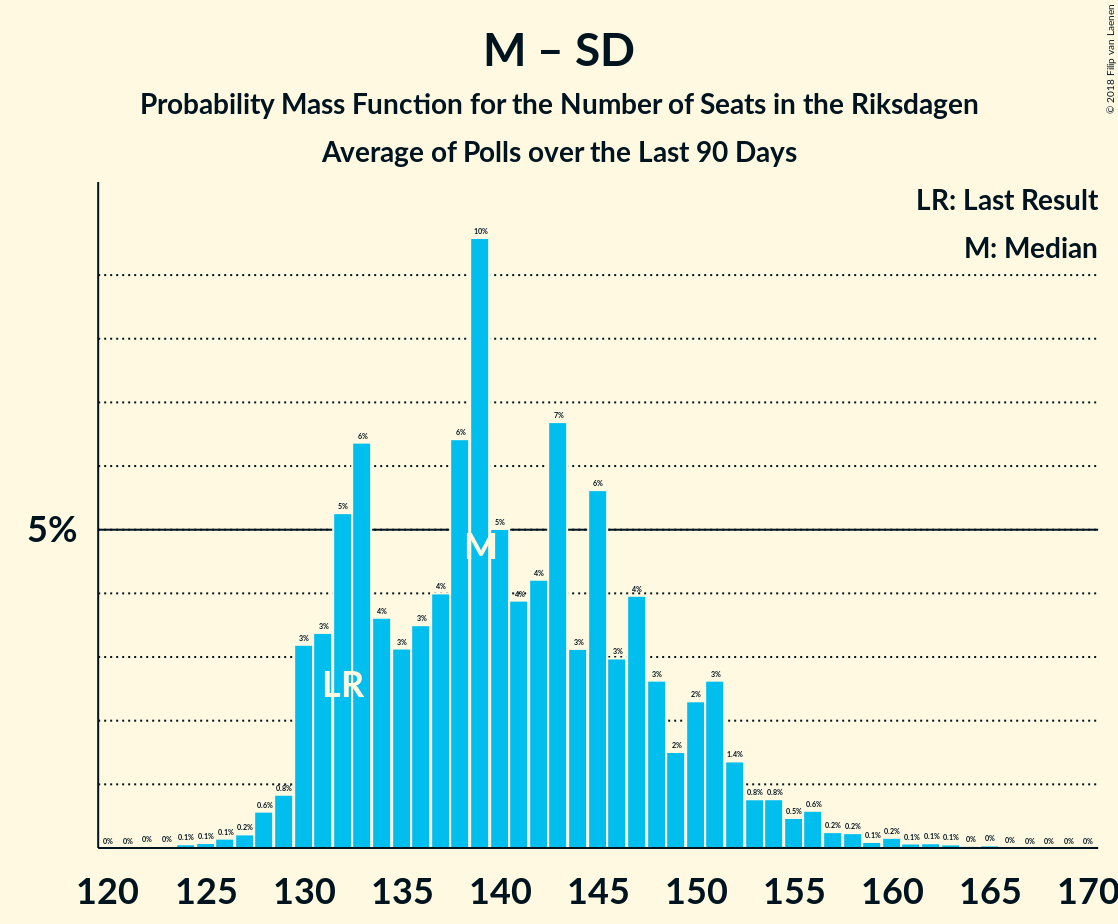 M – SD
Probability Mass Function for the Number of Seats in the Riksdagen
Average of Polls over the Last 90 Days
© 2018 Filip van Laenen
LR: Last Result
M: Median
5%
0% 0% 0% 0% 0.1% 0.1% 0.1% 0.2% 0.6% 0.8% 3% 3% 5% 6% 4% 3% 3% 4% 6% 10% 5% 4% 4% 7% 3% 6% 3% 4% 3% 2% 2% 3% 1.4% 0.8% 0.8% 0.5% 0.6% 0.2% 0.2% 0.1% 0.2% 0.1% 0.1% 0.1% 0% 0% 0% 0% 0% 0% 0%
M
LR
120 125 130 135 140 145 150 155 160 165 170